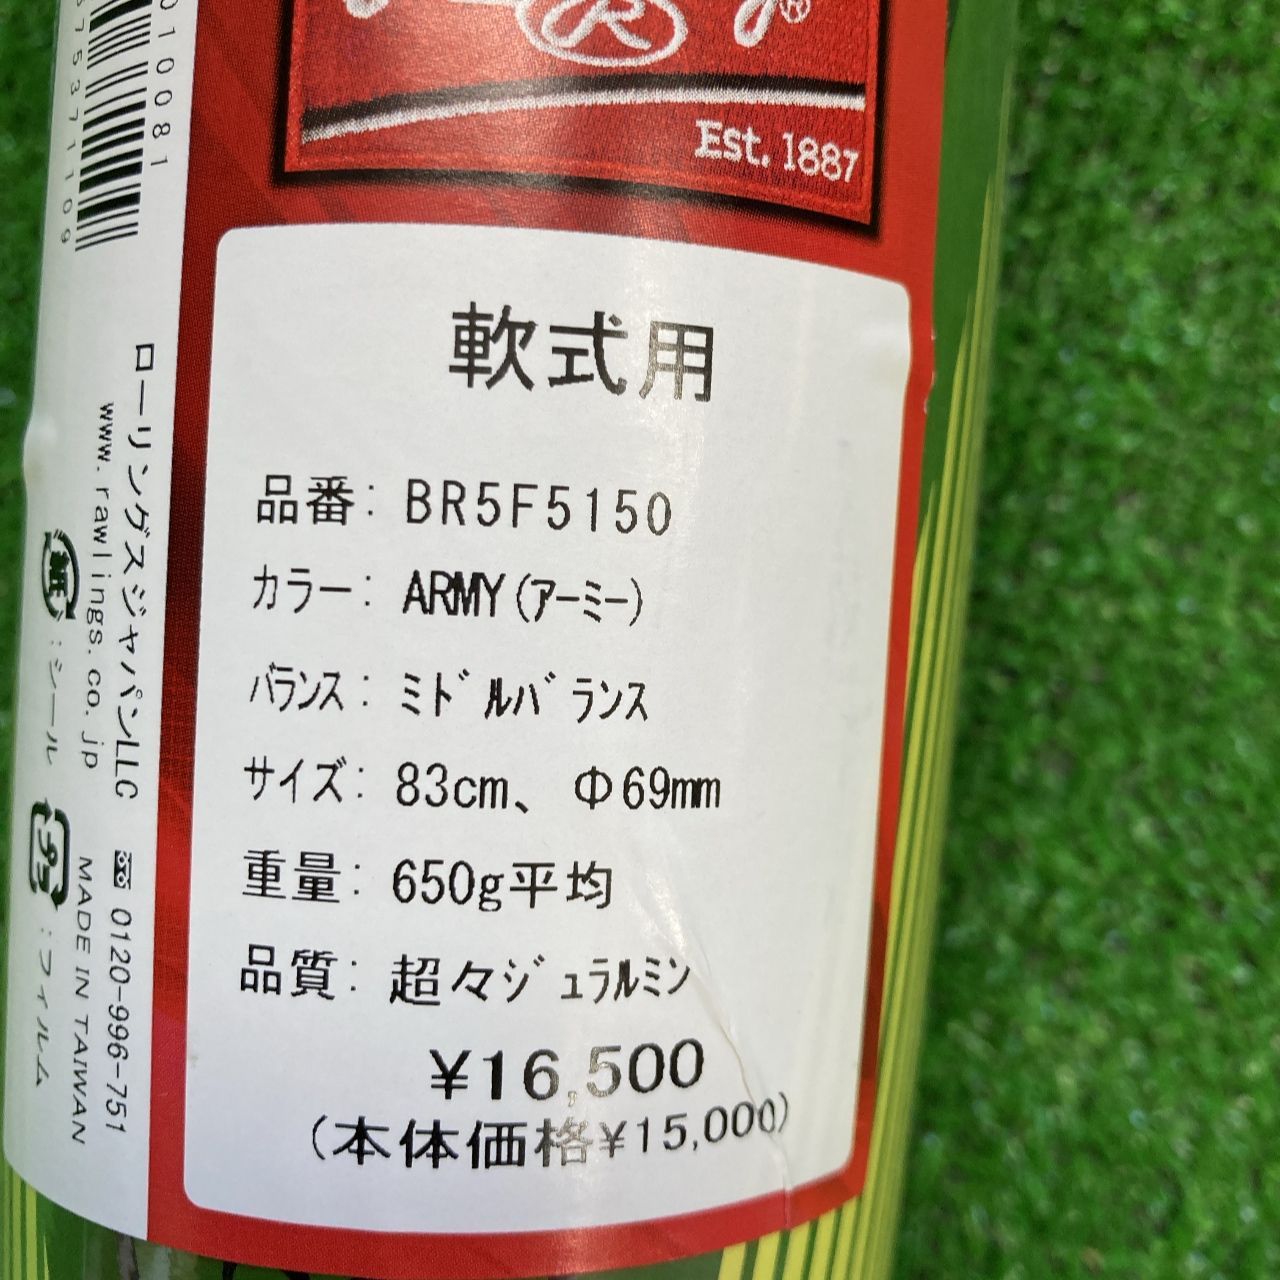 R
®
Est. 1887
軟式用
品番: BR5F5150
カラー: ARMY(アーミー)
バランス: ミドルバランス
サイズ: 83cm、Φ69mm
重量: 650g平均
品質: 超々ジュラルミン
¥16,500
(本体価格¥15,000)
ローリングスジャパンLLC 0120-996-751
www.rawlings.co.jp MADE IN TAIWAN
紙:シール プラ:フィルム